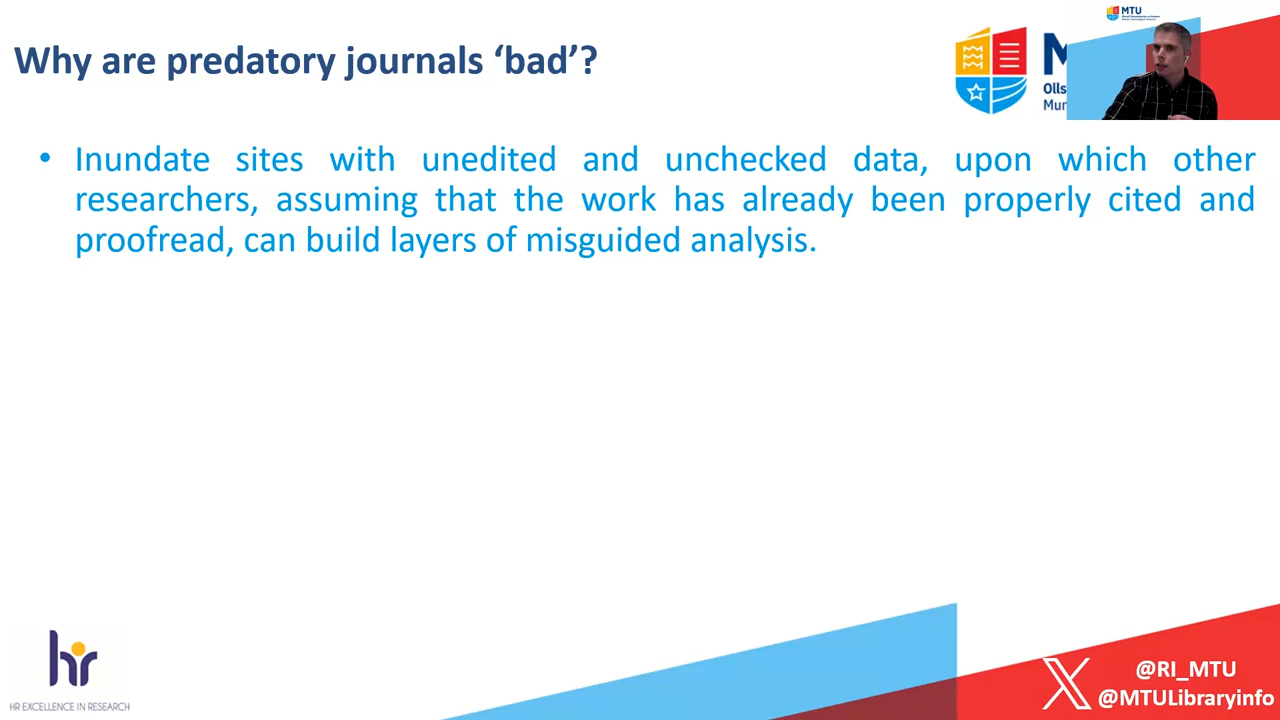 Why are predatory journals ‘bad’?
MTU
Olls
Mur
• Inundate sites with unedited and unchecked data, upon which other
researchers, assuming that the work has already been properly cited and
proofread, can build layers of misguided analysis.
hr
HR EXCELLENCE IN RESEARCH
@RI_MTU
@MTULibraryinfo